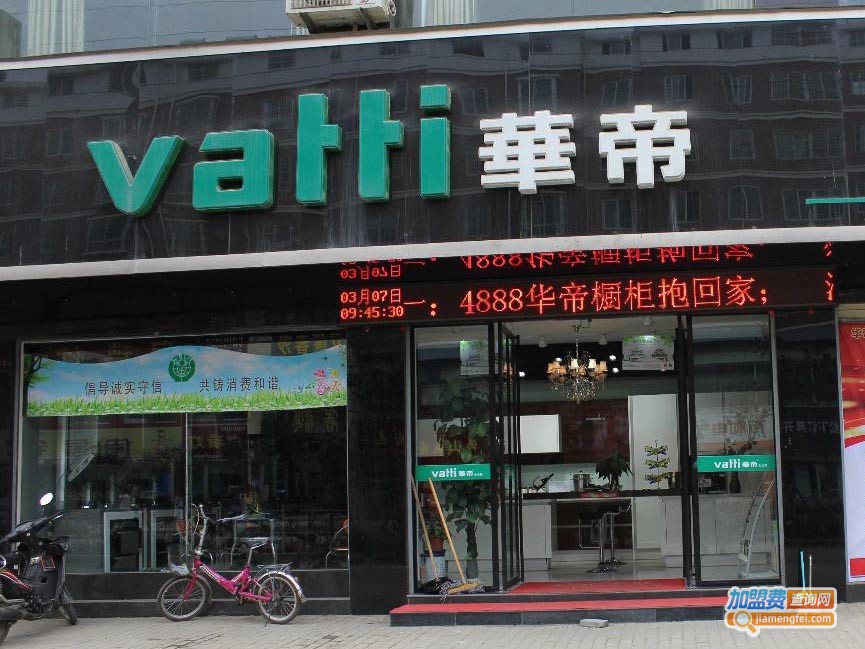 vatti 華帝
03月07日
09:45:30
一：4888华帝橱柜抱回家；
倡导诚实守信 共铸消费和谐
vatti 華帝
vatti 華帝
加盟费查询网
jiamengfei.com